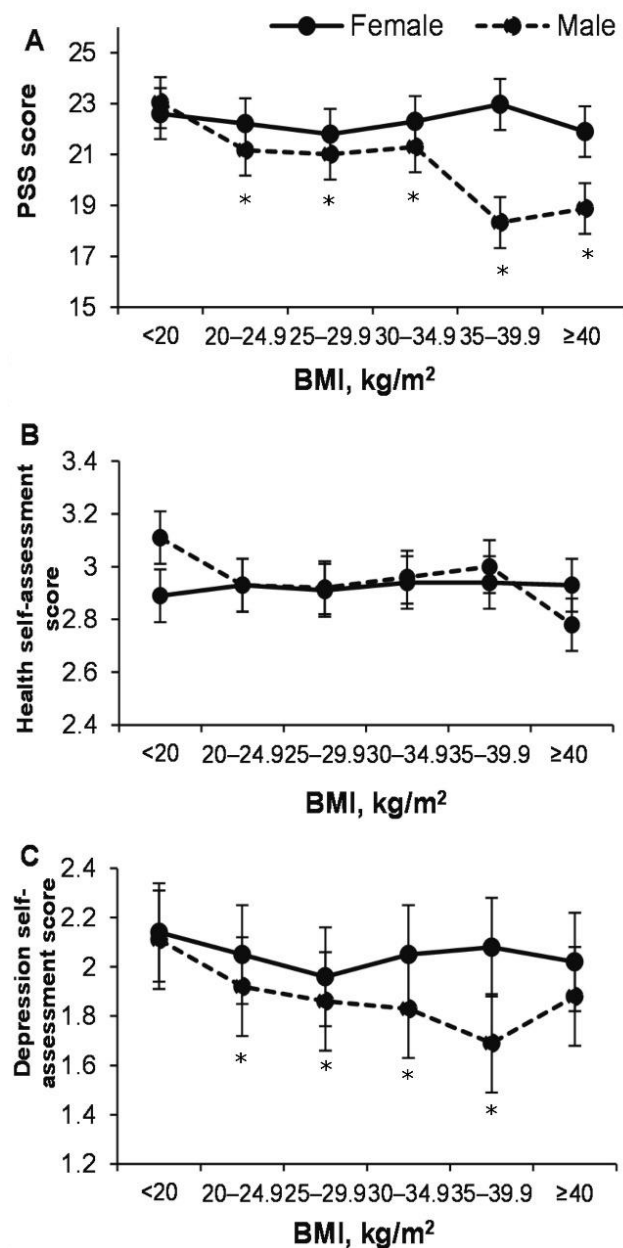 A
Female Male
25
23
21
19
17
15
PSS score
* * * * *
<20 20–24.9 25–29.9 30–34.9 35–39.9 ≥40
BMI, kg/m²
B
3.4
3.2
3
2.8
2.6
2.4
Health self-assessment
score
<20 20–24.9 25–29.9 30–34.9 35–39.9 ≥40
BMI, kg/m²
C
2.4
2.2
2
1.8
1.6
1.4
1.2
Depression self-
assessment score
* * * *
<20 20–24.9 25–29.9 30–34.9 35–39.9 ≥40
BMI, kg/m²